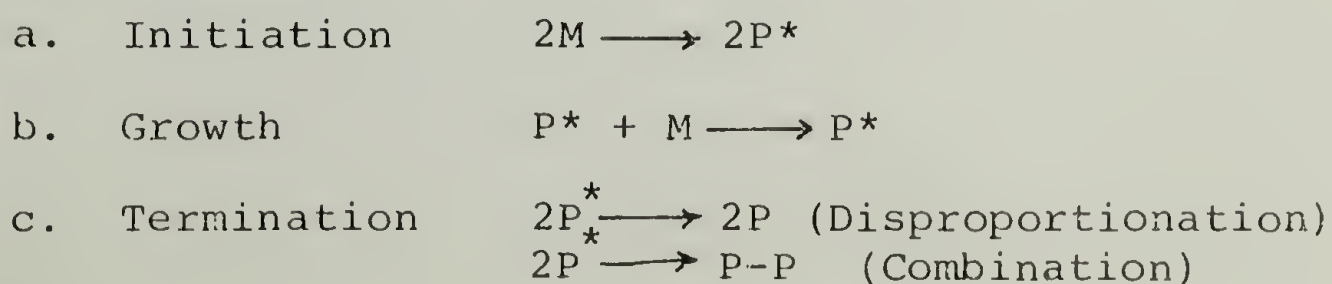 a. Initiation 2M ⟶ 2P*
b. Growth P* + M ⟶ P*
c. Termination 2P* ⟶ 2P (Disproportionation)
2P* ⟶ P-P (Combination)